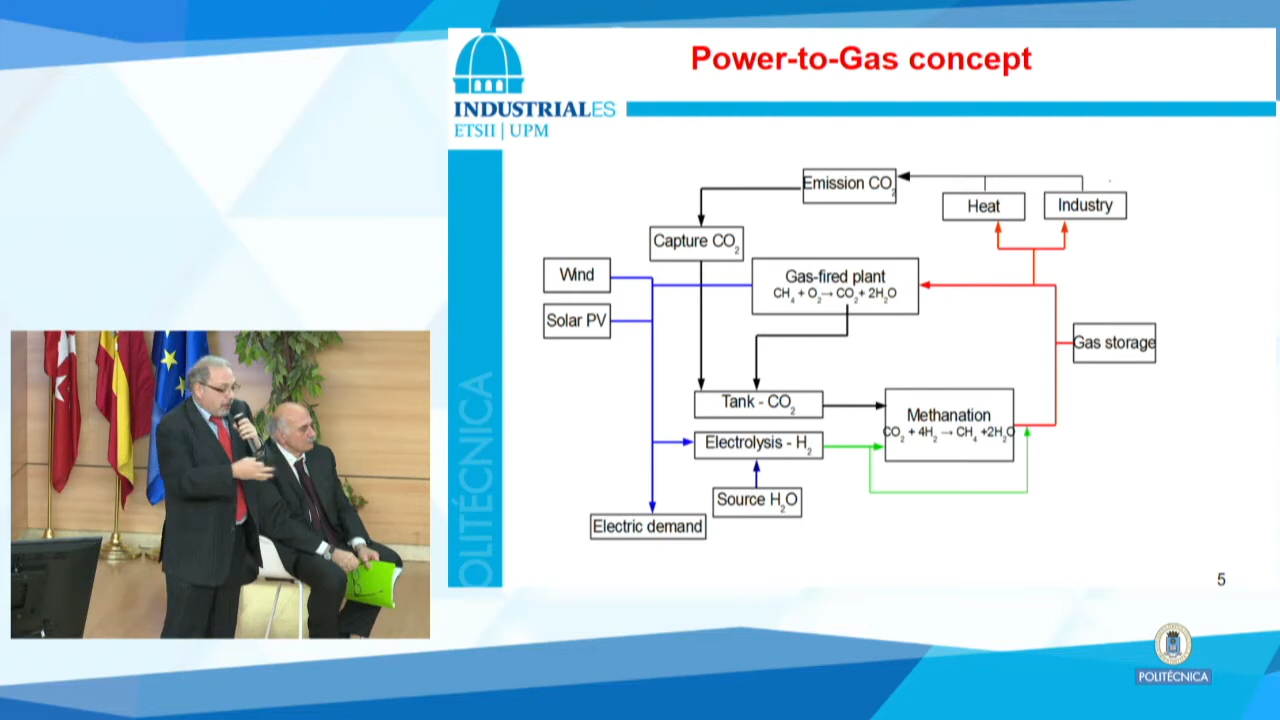 Power-to-Gas concept
INDUSTRIALES
ETSII | UPM
Emission CO2
Heat
Industry
Capture CO2
Wind
Gas-fired plant
CH4 + O2 → CO2 + 2H2O
Solar PV
Gas storage
Tank - CO2
Methanation
CO2 + 4H2 → CH4 +2H2O
Electrolysis - H2
Source H2O
Electric demand
OLITÉCNICA
5
POLITÉCNICA